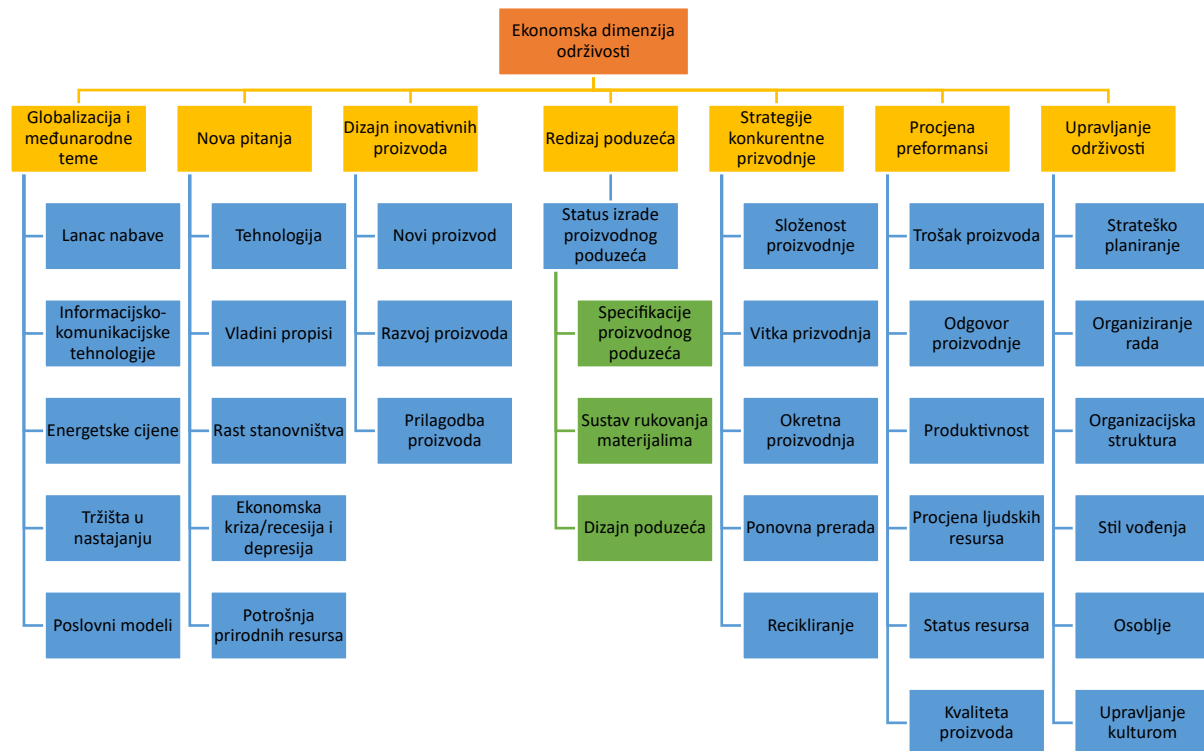 Ekonomska dimenzija
održivosti
Globalizacija i
međunarodne
teme
Lanac nabave
Informacijsko-
komunikacijske
tehnologije
Energetske cijene
Tržišta u
nastajanju
Poslovni modeli
Nova pitanja
Tehnologija
Vladini propisi
Rast stanovništva
Ekonomska
kriza/recesija i
depresija
Potrošnja
prirodnih resursa
Dizajn inovativnih
proizvoda
Novi proizvod
Razvoj proizvoda
Prilagodba
proizvoda
Redizaj poduzeća
Status izrade
proizvodnog
poduzeća
Specifikacije
proizvodnog
poduzeća
Sustav rukovanja
materijalima
Dizajn poduzeća
Strategije
konkurentne
prizvodnje
Složenost
proizvodnje
Vitka prizvodnja
Okretna
proizvodnja
Ponovna prerada
Recikliranje
Procjena
preformansi
Trošak proizvoda
Odgovor
proizvodnje
Produktivnost
Procjena ljudskih
resursa
Status resursa
Kvaliteta
proizvoda
Upravljanje
održivosti
Strateško
planiranje
Organiziranje
rada
Organizacijska
struktura
Stil vođenja
Osoblje
Upravljanje
kulturom